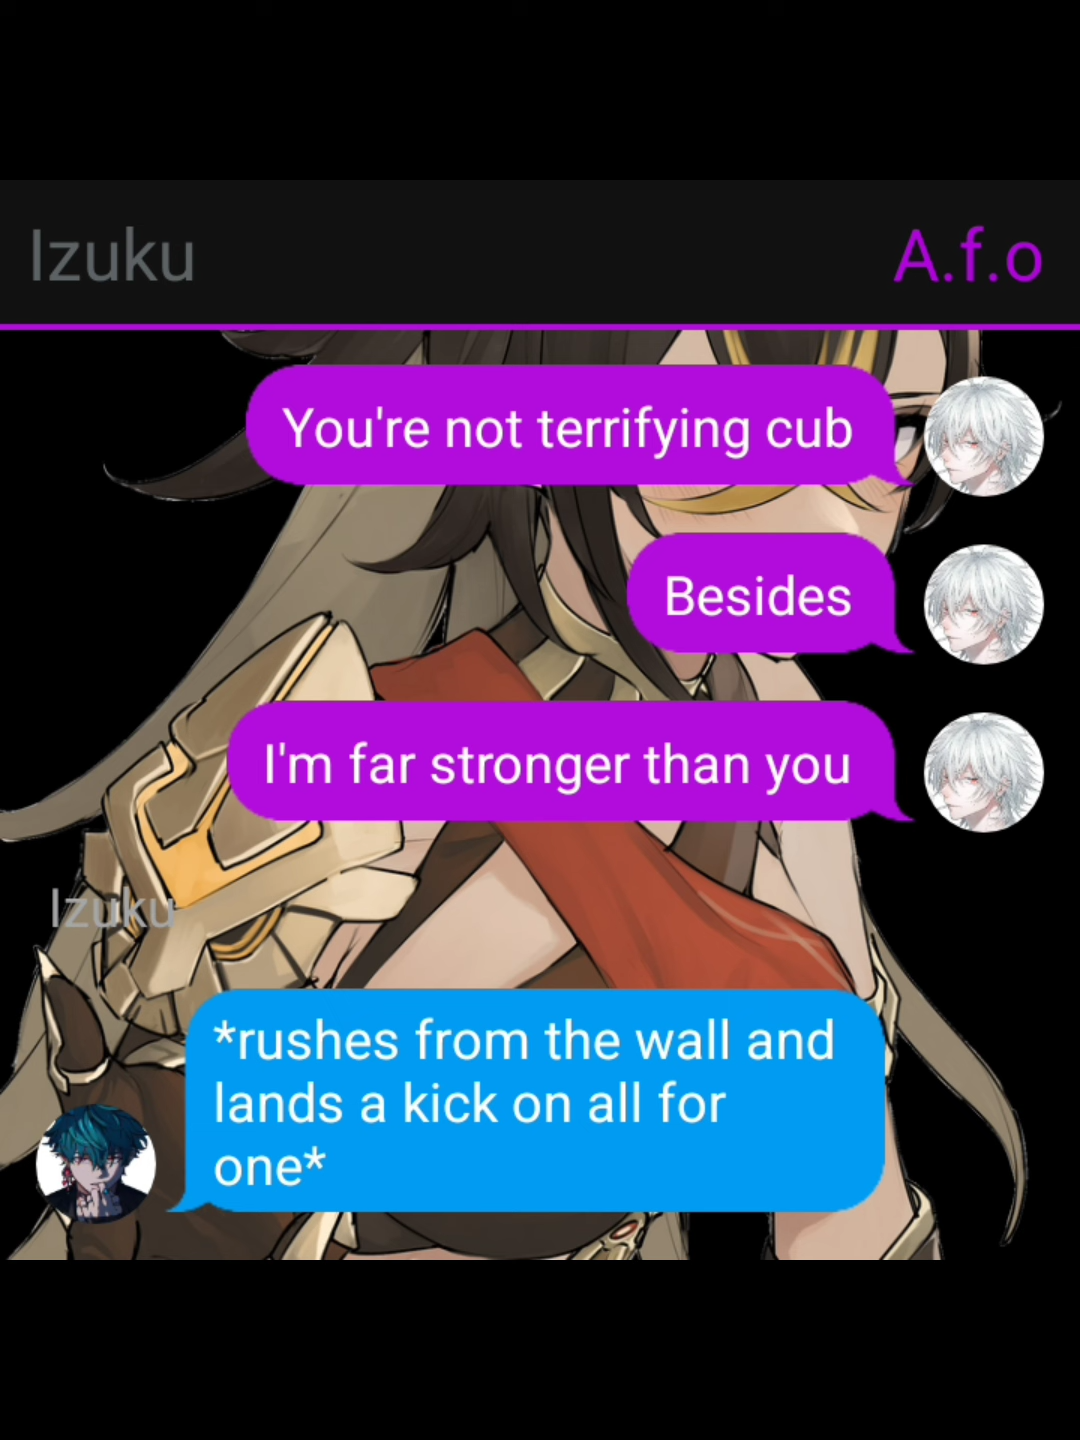 Izuku
A.f.o
You're not terrifying cub
Besides
I'm far stronger than you
Izuku
*rushes from the wall and
lands a kick on all for
one*